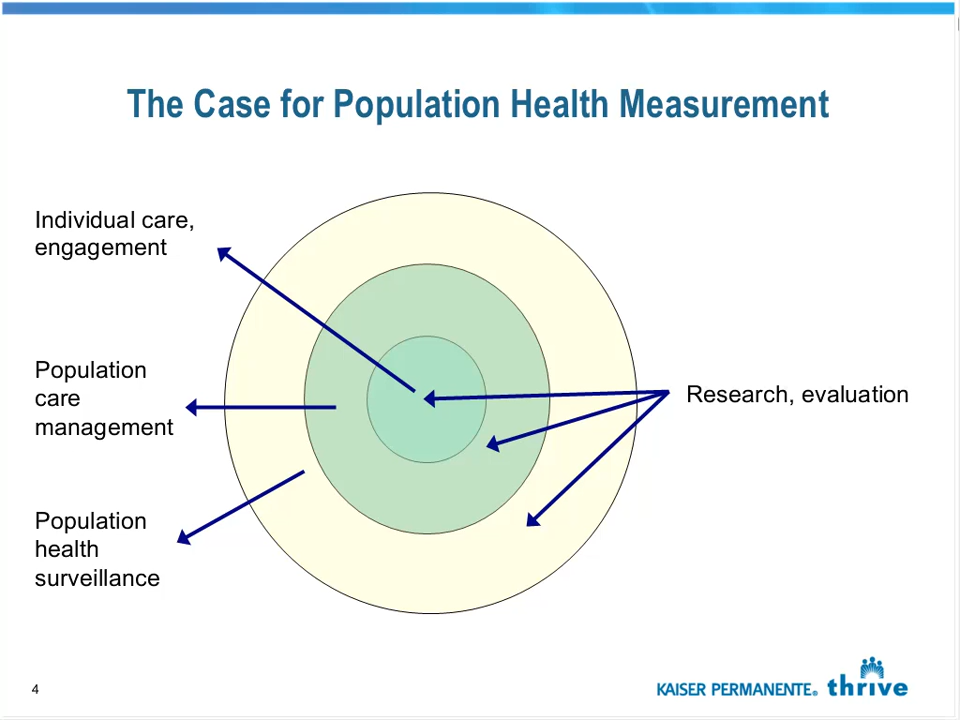 The Case for Population Health Measurement
Individual care,
engagement
Population
care
management
Population
health
surveillance
Research, evaluation
4
KAISER PERMANENTE® thrive